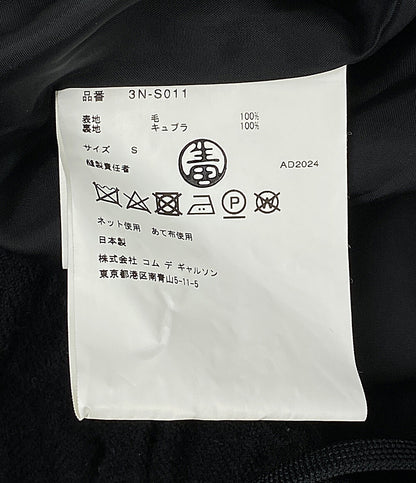 品番 3N-S011
表地 毛 100%
裏地 キュプラ 100%
サイズ S
縫製責任者
AD2024
P
W
ネット使用 あて布使用
日本製
株式会社 コム デ ギャルソン
東京都港区南青山5-11-5